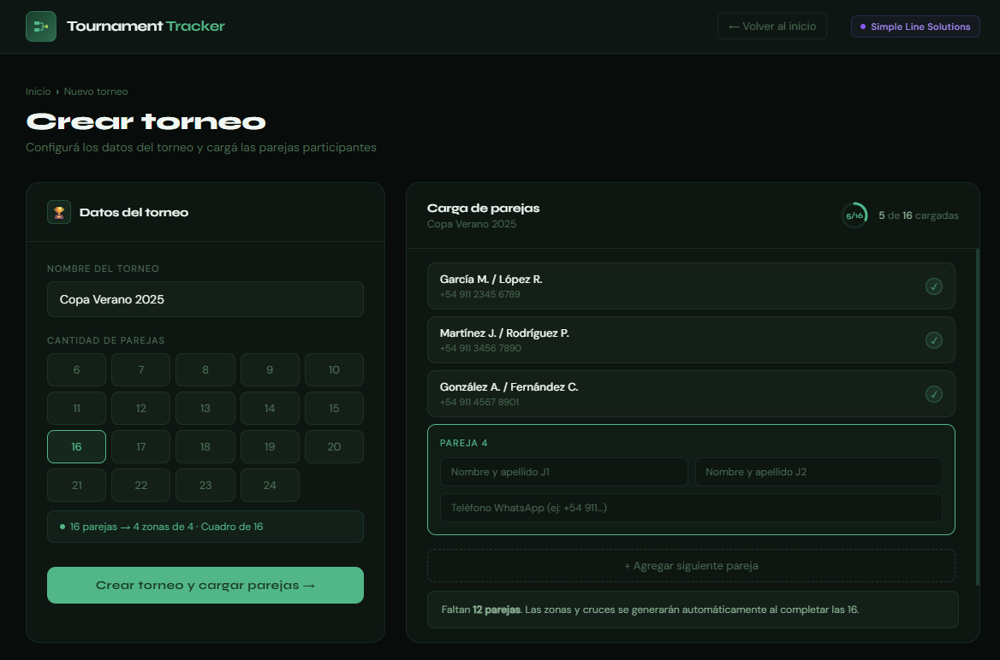 Tournament Tracker
← Volver al inicio
Simple Line Solutions
Inicio › Nuevo torneo
Crear torneo
Configurá los datos del torneo y cargá las parejas participantes
Datos del torneo
NOMBRE DEL TORNEO
Copa Verano 2025
CANTIDAD DE PAREJAS
6 7 8 9 10
11 12 13 14 15
16 17 18 19 20
21 22 23 24
16 parejas → 4 zonas de 4 · Cuadro de 16
Crear torneo y cargar parejas →
Carga de parejas
Copa Verano 2025
5/16
5 de 16 cargadas
García M. / López R.
+54 911 2345 6789
Martínez J. / Rodríguez P.
+54 911 3456 7890
González A. / Fernández C.
+54 911 4567 8901
PAREJA 4
Nombre y apellido J1 Nombre y apellido J2
Teléfono WhatsApp (ej: +54 911...)
+ Agregar siguiente pareja
Faltan 12 parejas. Las zonas y cruces se generarán automáticamente al completar las 16.